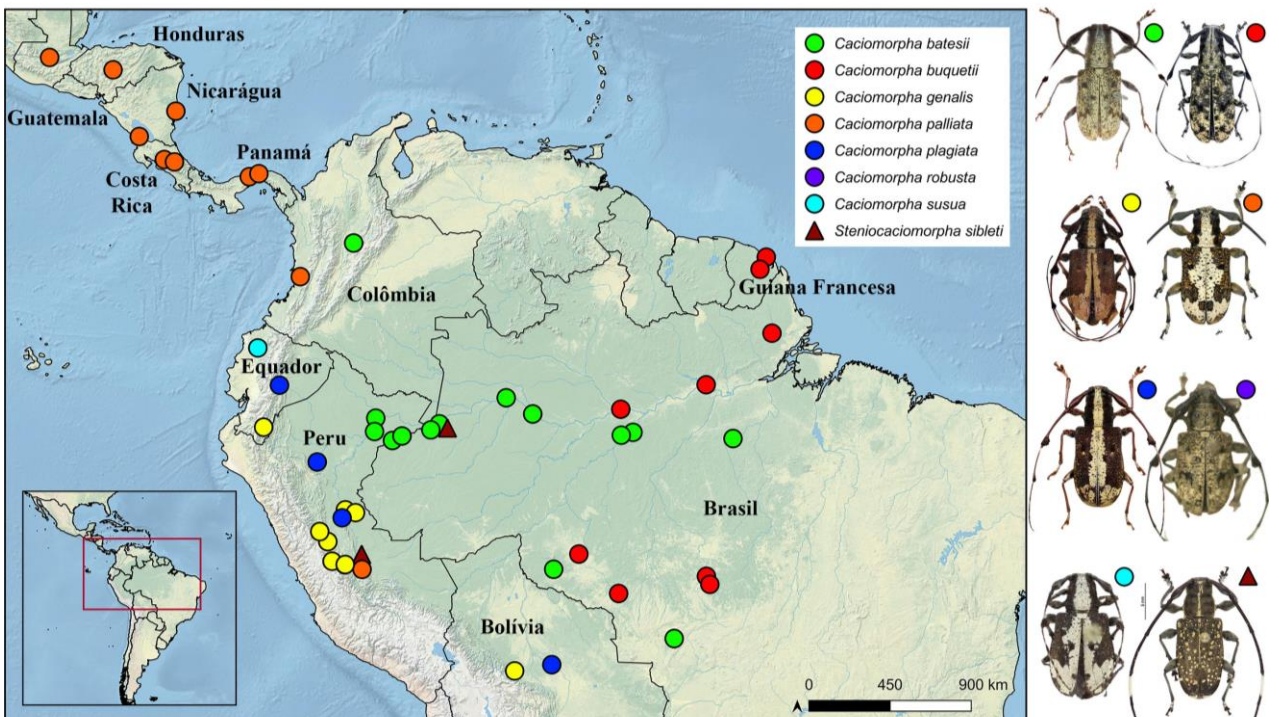 Honduras
Nicarágua
Guatemala
Panamá
Costa
Rica
Colômbia
Guiana Francesa
Equador
Peru
Brasil
Bolívia
Caciomorpha batesii
Caciomorpha buquetii
Caciomorpha genalis
Caciomorpha palliata
Caciomorpha plagiata
Caciomorpha robusta
Caciomorpha susua
Steniocaciomorpha sibleti
0 450 900 km